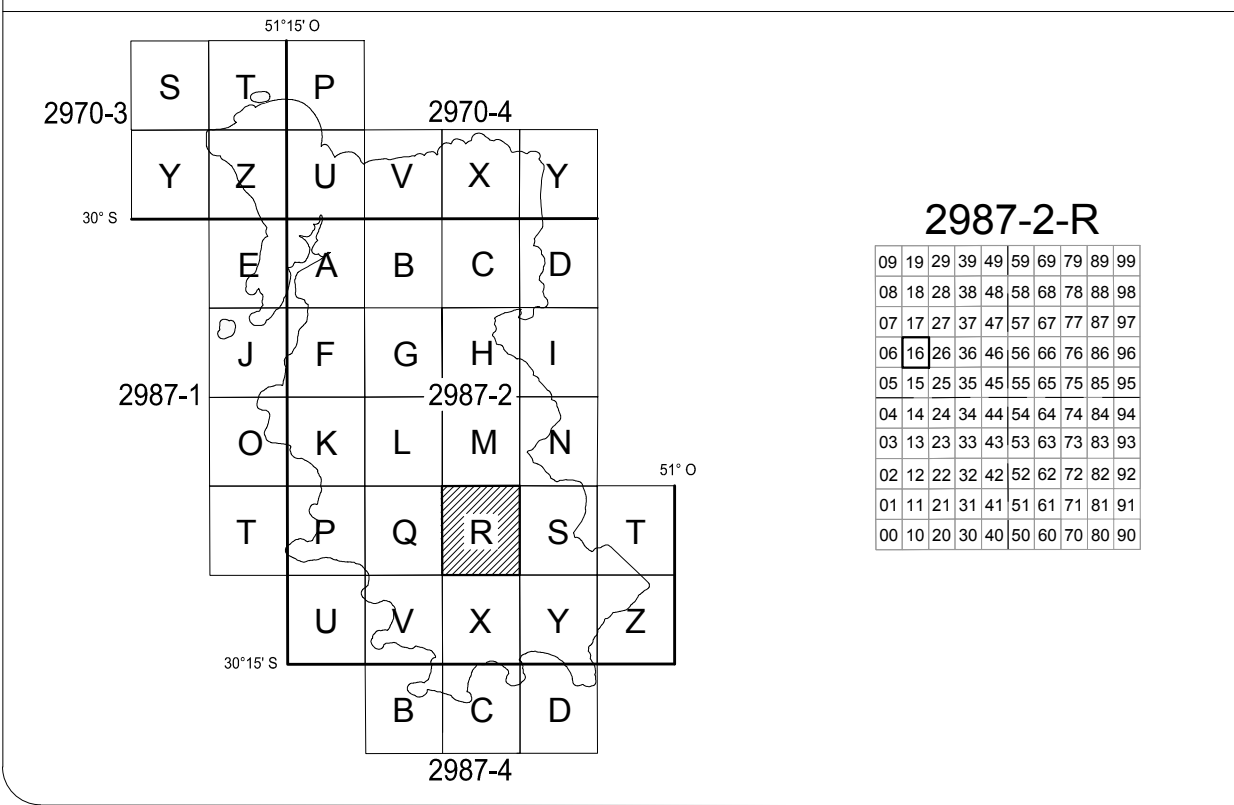 51°15' O
S T P
2970-3 2970-4
Y Z U V X Y
30° S
E A B C D
J F G H I
2987-1 2987-2
O K L M N
51° O
T P Q R S T
U V X Y Z
30°15' S
B C D
2987-4
2987-2-R
09 19 29 39 49 59 69 79 89 99
08 18 28 38 48 58 68 78 88 98
07 17 27 37 47 57 67 77 87 97
06 16 26 36 46 56 66 76 86 96
05 15 25 35 45 55 65 75 85 95
04 14 24 34 44 54 64 74 84 94
03 13 23 33 43 53 63 73 83 93
02 12 22 32 42 52 62 72 82 92
01 11 21 31 41 51 61 71 81 91
00 10 20 30 40 50 60 70 80 90